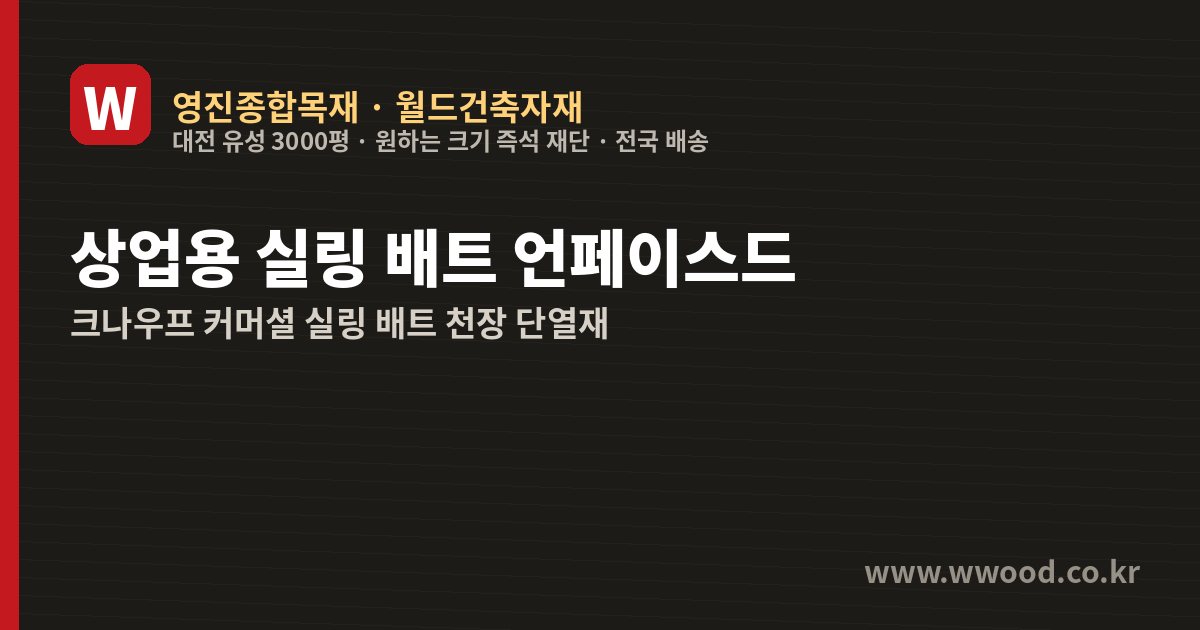 W
영진종합목재 · 월드건축자재
대전 유성 3000평 · 원하는 크기 즉석 재단 · 전국 배송
상업용 실링 배트 언페이스드
크나우프 커머셜 실링 배트 천장 단열재
www.wwood.co.kr